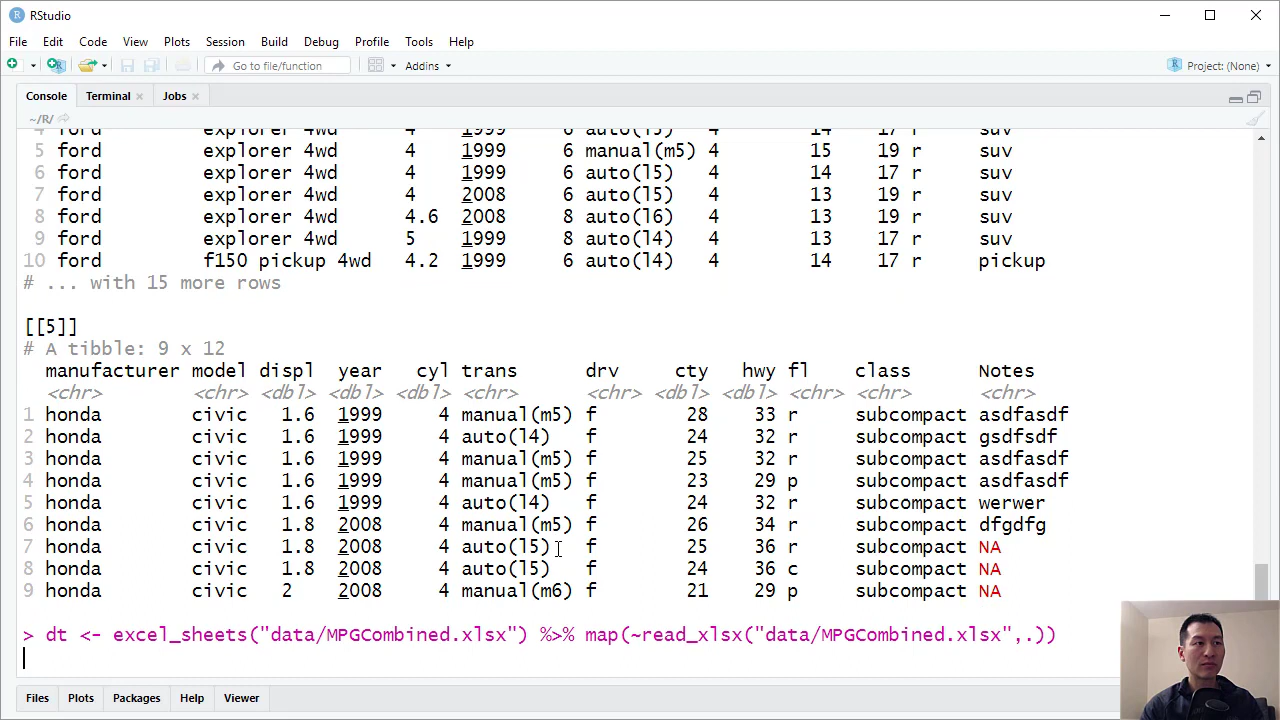 RStudio
File Edit Code View Plots Session Build Debug Profile Tools Help
Go to file/function Addins Project: (None)
Console Terminal Jobs
~/R/
4 ford explorer 4wd 4 1999 6 auto(l5) 4 14 17 r suv
5 ford explorer 4wd 4 1999 6 manual(m5) 4 15 19 r suv
6 ford explorer 4wd 4 1999 6 auto(l5) 4 14 17 r suv
7 ford explorer 4wd 4 2008 6 auto(l5) 4 13 19 r suv
8 ford explorer 4wd 4.6 2008 8 auto(l6) 4 13 19 r suv
9 ford explorer 4wd 5 1999 8 auto(l4) 4 13 17 r suv
10 ford f150 pickup 4wd 4.2 1999 6 auto(l4) 4 14 17 r pickup
# ... with 15 more rows
[[5]]
# A tibble: 9 x 12
manufacturer model displ year cyl trans drv cty hwy fl class Notes
<chr> <chr> <dbl> <dbl> <dbl> <chr> <chr> <dbl> <dbl> <chr> <chr> <chr>
1 honda civic 1.6 1999 4 manual(m5) f 28 33 r subcompact asdfasdf
2 honda civic 1.6 1999 4 auto(l4) f 24 32 r subcompact gsdfsdf
3 honda civic 1.6 1999 4 manual(m5) f 25 32 r subcompact asdfasdf
4 honda civic 1.6 1999 4 manual(m5) f 23 29 p subcompact asdfasdf
5 honda civic 1.6 1999 4 auto(l4) f 24 32 r subcompact werwer
6 honda civic 1.8 2008 4 manual(m5) f 26 34 r subcompact dfgdfg
7 honda civic 1.8 2008 4 auto(l5) f 25 36 r subcompact NA
8 honda civic 1.8 2008 4 auto(l5) f 24 36 c subcompact NA
9 honda civic 2 2008 4 manual(m6) f 21 29 p subcompact NA
> dt <- excel_sheets("data/MPGCombined.xlsx") %>% map(~read_xlsx("data/MPGCombined.xlsx",.))
Files Plots Packages Help Viewer